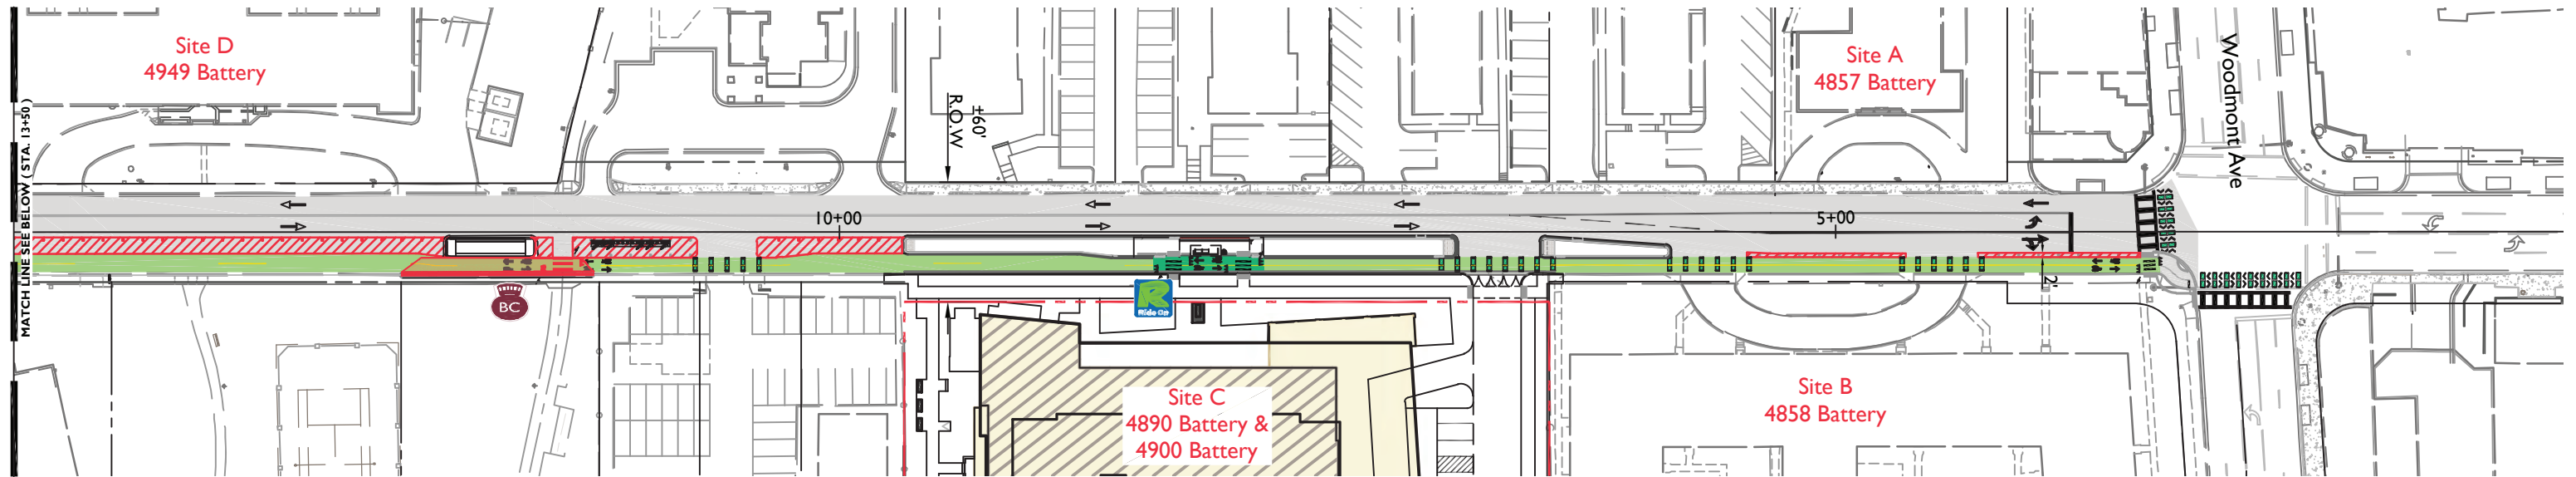 Site D
4949 Battery
Site A
4857 Battery
Woodmont Ave
±60'
R.O.W
MATCH LINE SEE BELOW ( STA. 13+50 )
10+00
5+00
2'
BC
R
Ride On
Site C
4890 Battery &
4900 Battery
Site B
4858 Battery